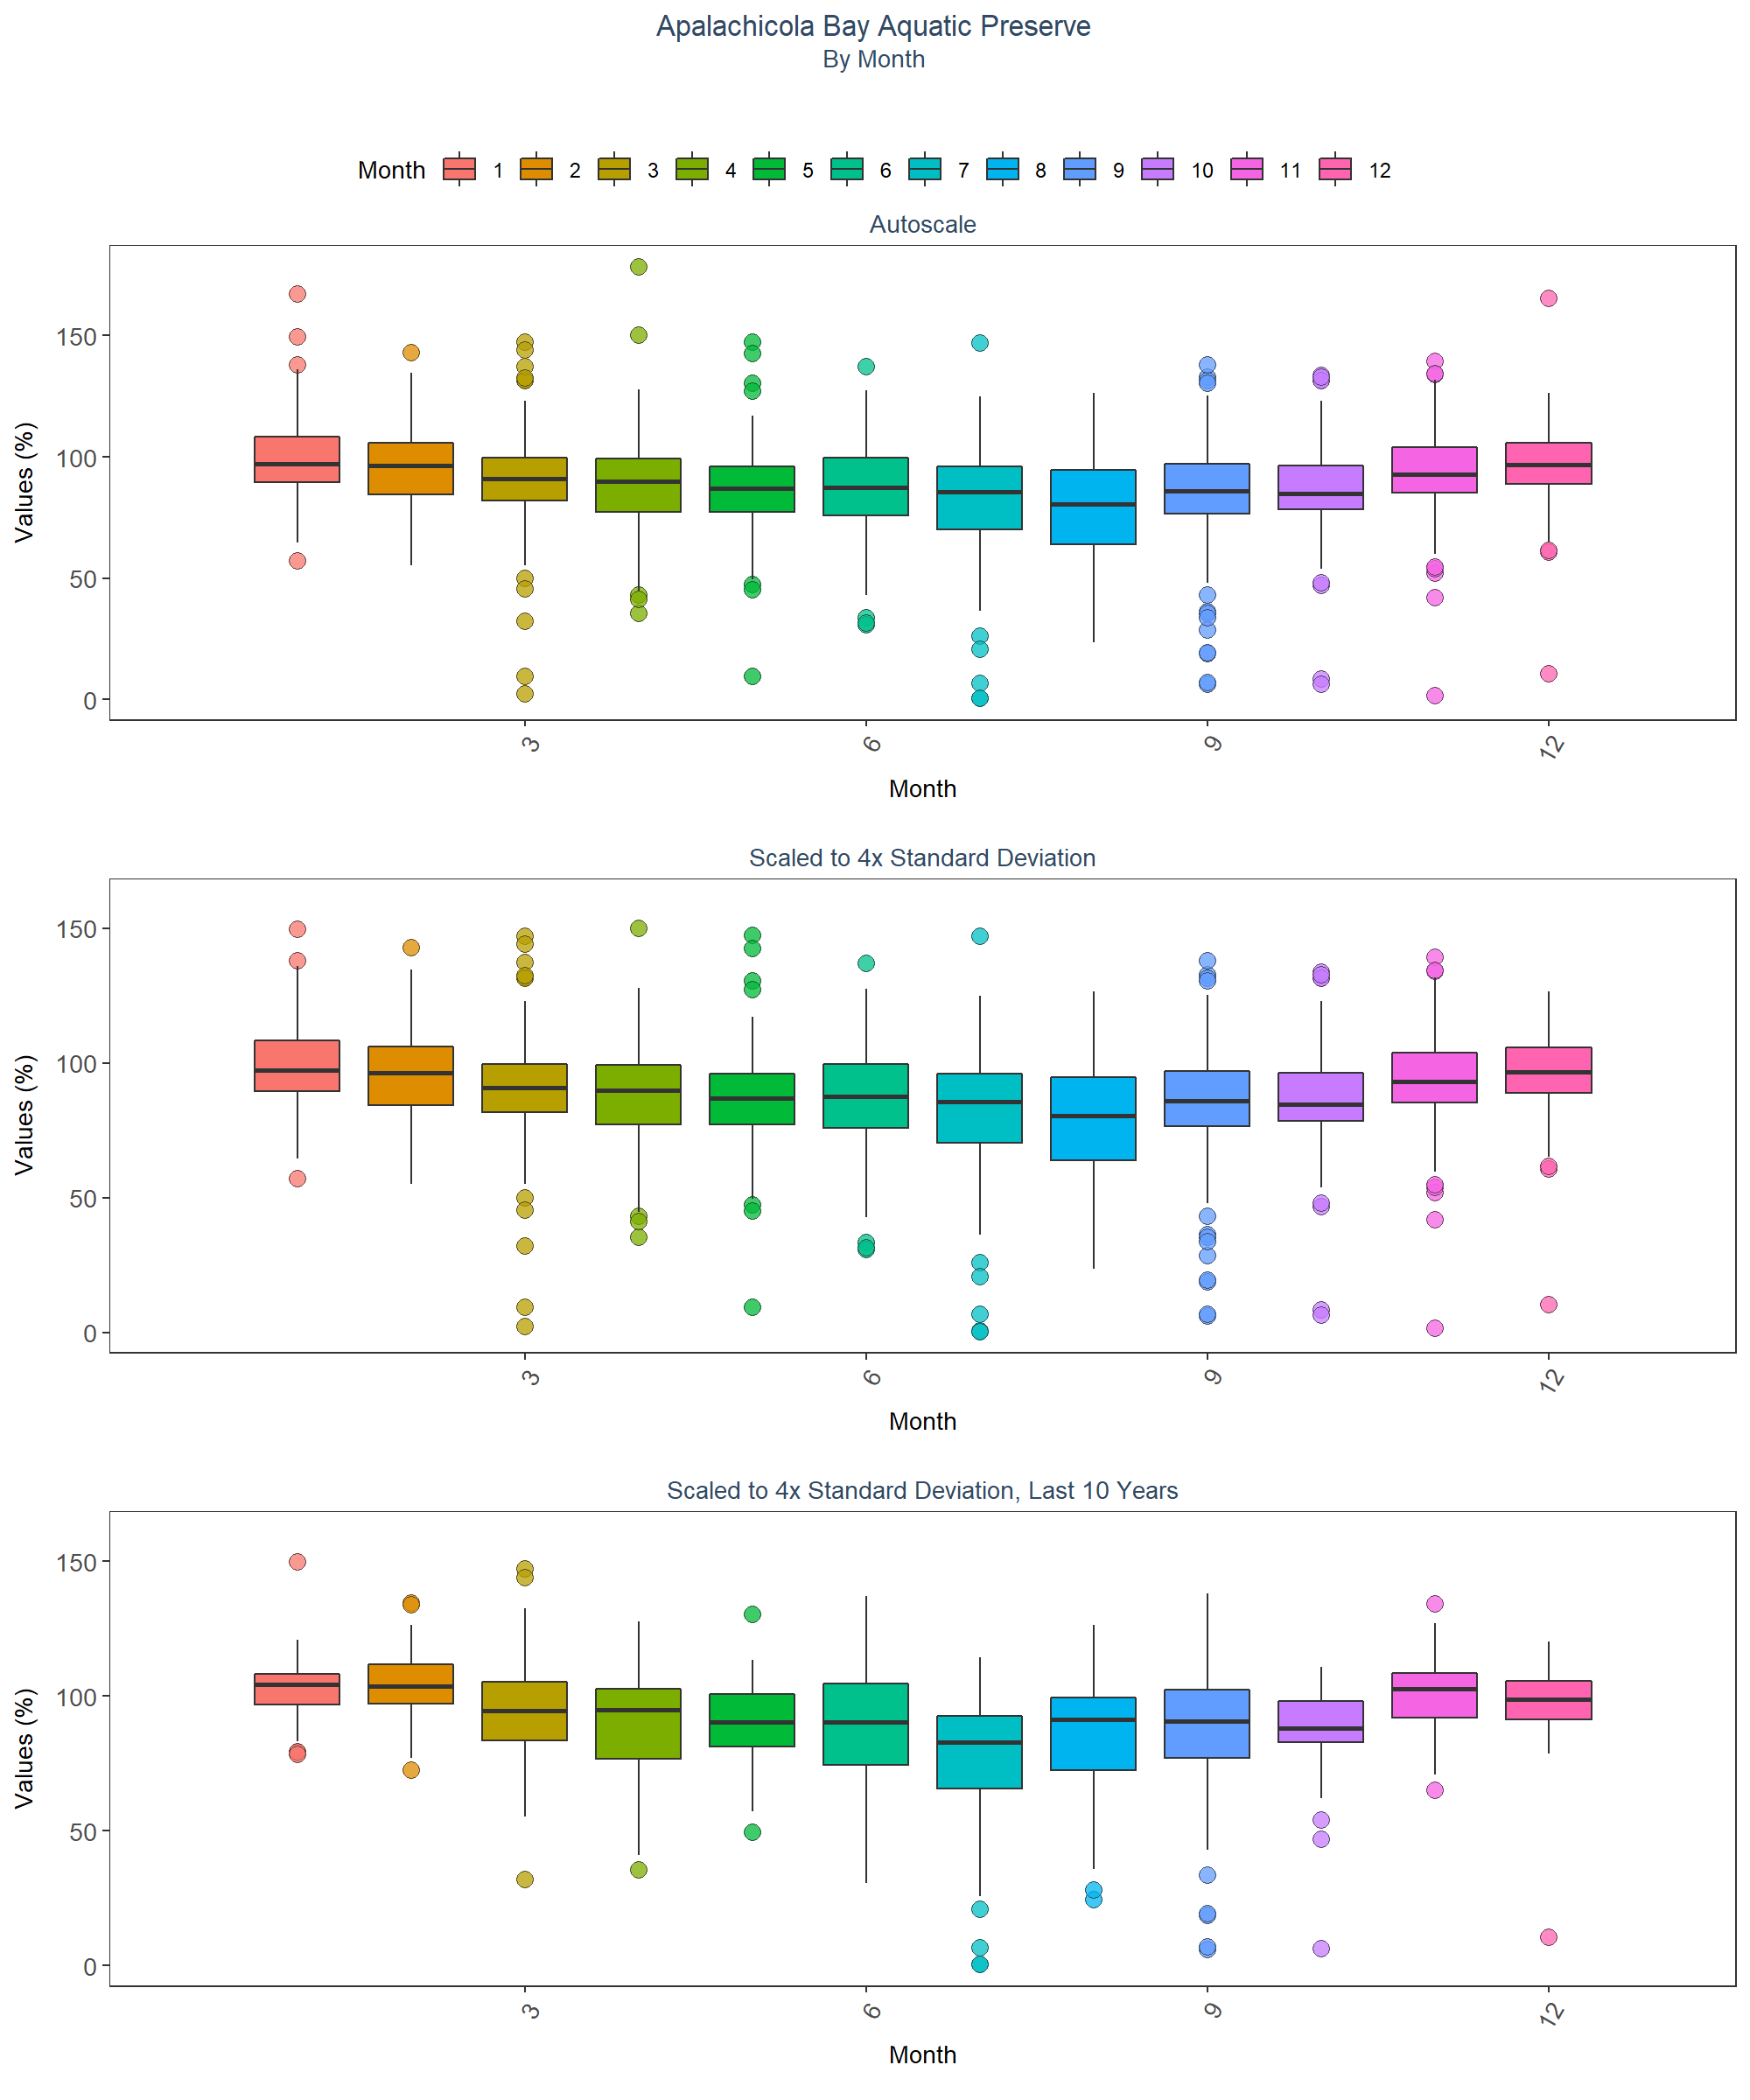 Apalachicola Bay Aquatic Preserve
By Month
Month 1 2 3 4 5 6 7 8 9 10 11 12
Autoscale
Values (%)
150
100
50
0
3 6 9 12
Month
Scaled to 4x Standard Deviation
Values (%)
150
100
50
0
3 6 9 12
Month
Scaled to 4x Standard Deviation, Last 10 Years
Values (%)
150
100
50
0
3 6 9 12
Month